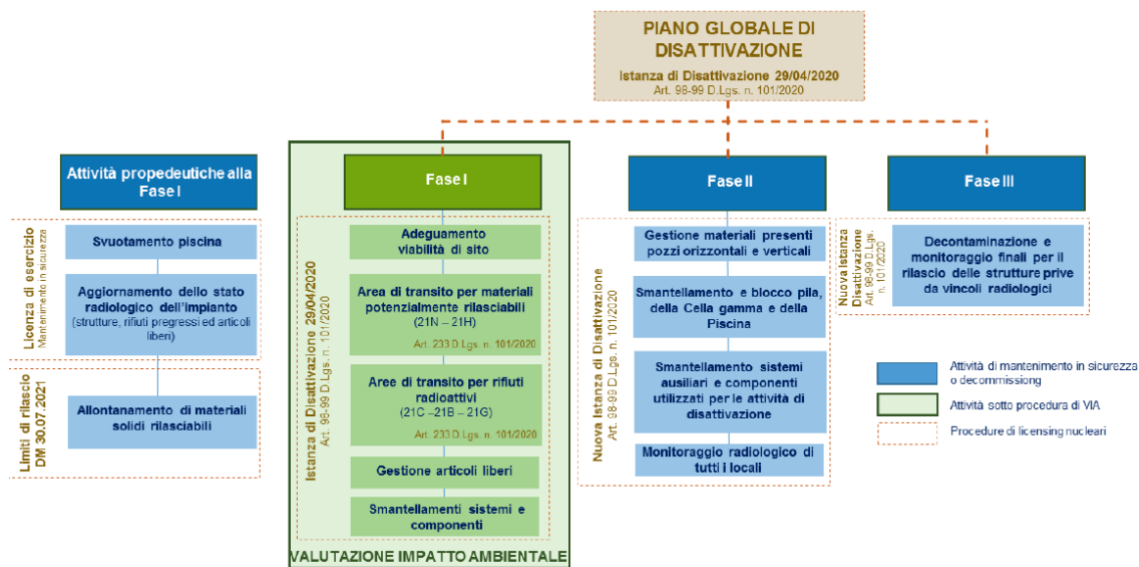 PIANO GLOBALE DI
DISATTIVAZIONE
Istanza di Disattivazione 29/04/2020
Art. 98-99 D.Lgs. n. 101/2020
Attività propedeutiche alla
Fase I
Licenza di esercizio
Mantenimento in sicurezza
Svuotamento piscina
Aggiornamento dello stato
radiologico dell'impianto
(strutture, rifiuti pregressi ed articoli
liberi)
Limiti di rilascio
DM 30.07.2021
Allontanamento di materiali
solidi rilasciabili
Fase I
Istanza di Disattivazione 29/04/2020
Art. 98-99 D.Lgs. n. 101/2020
Adeguamento
viabilità di sito
Area di transito per materiali
potenzialmente rilasciabili
(21N – 21H)
Art. 233 D.Lgs. n. 101/2020
Aree di transito per rifiuti
radioattivi
(21C –21B – 21G)
Art. 233 D.Lgs. n. 101/2020
Gestione articoli liberi
Smantellamenti sistemi e
componenti
VALUTAZIONE IMPATTO AMBIENTALE
Fase II
Nuova Istanza di Disattivazione
Art. 98-99 D.Lgs. n. 101/2020
Gestione materiali presenti
pozzi orizzontali e verticali
Smantellamento e blocco pila,
della Cella gamma e della
Piscina
Smantellamento sistemi
ausiliari e componenti
utilizzati per le attività di
disattivazione
Monitoraggio radiologico di
tutti i locali
Fase III
Nuova Istanza
Disattivazione
Art. 98-99 D.Lgs.
n. 101/2020
Decontaminazione e
monitoraggio finali per il
rilascio delle strutture prive
da vincoli radiologici
Attività di mantenimento in sicurezza
o decommissiong
Attività sotto procedura di VIA
Procedure di licensing nucleari